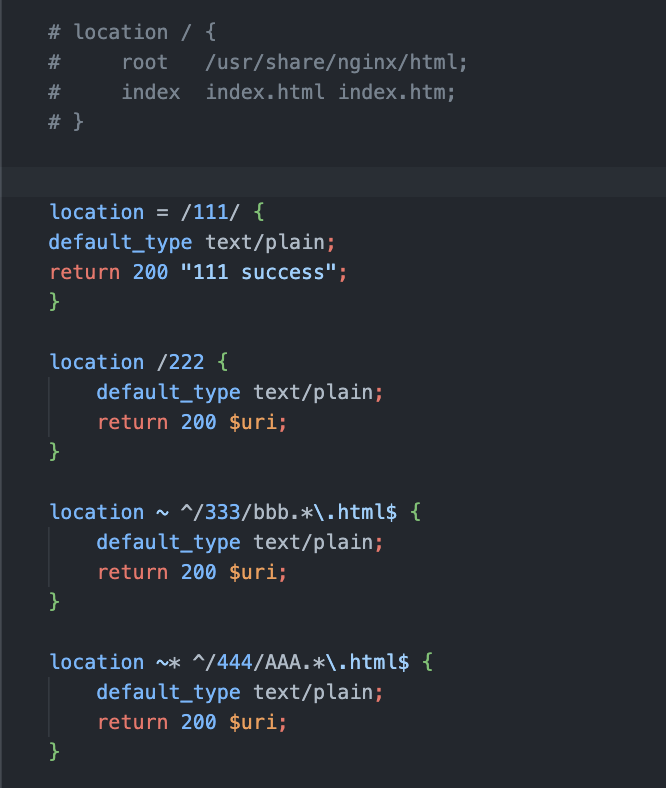 # location / {
#     root   /usr/share/nginx/html;
#     index  index.html index.htm;
# }
location = /111/ {
default_type text/plain;
return 200 "111 success";
}
location /222 {
    default_type text/plain;
    return 200 $uri;
}
location ~ ^/333/bbb.*\.html$ {
    default_type text/plain;
    return 200 $uri;
}
location ~* ^/444/AAA.*\.html$ {
    default_type text/plain;
    return 200 $uri;
}